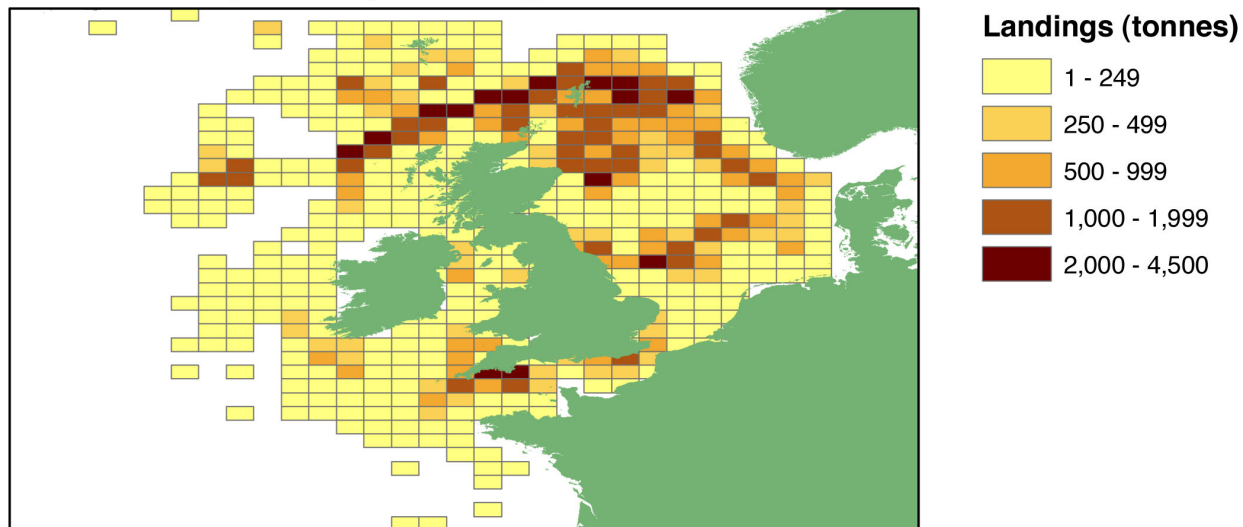 Landings (tonnes)
1 - 249
250 - 499
500 - 999
1,000 - 1,999
2,000 - 4,500